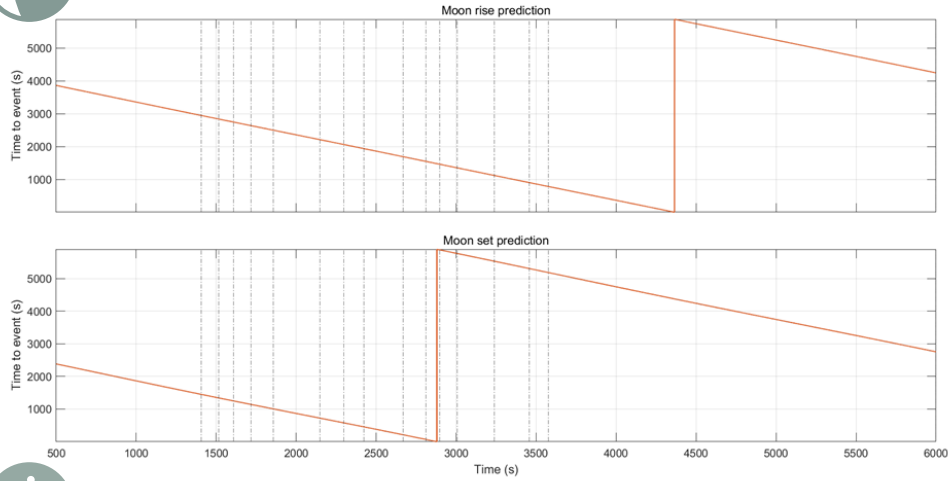 Moon rise prediction
Time to event (s)
5000
4000
3000
2000
1000
Moon set prediction
Time to event (s)
5000
4000
3000
2000
1000
500 1000 1500 2000 2500 3000 3500 4000 4500 5000 5500 6000
Time (s)